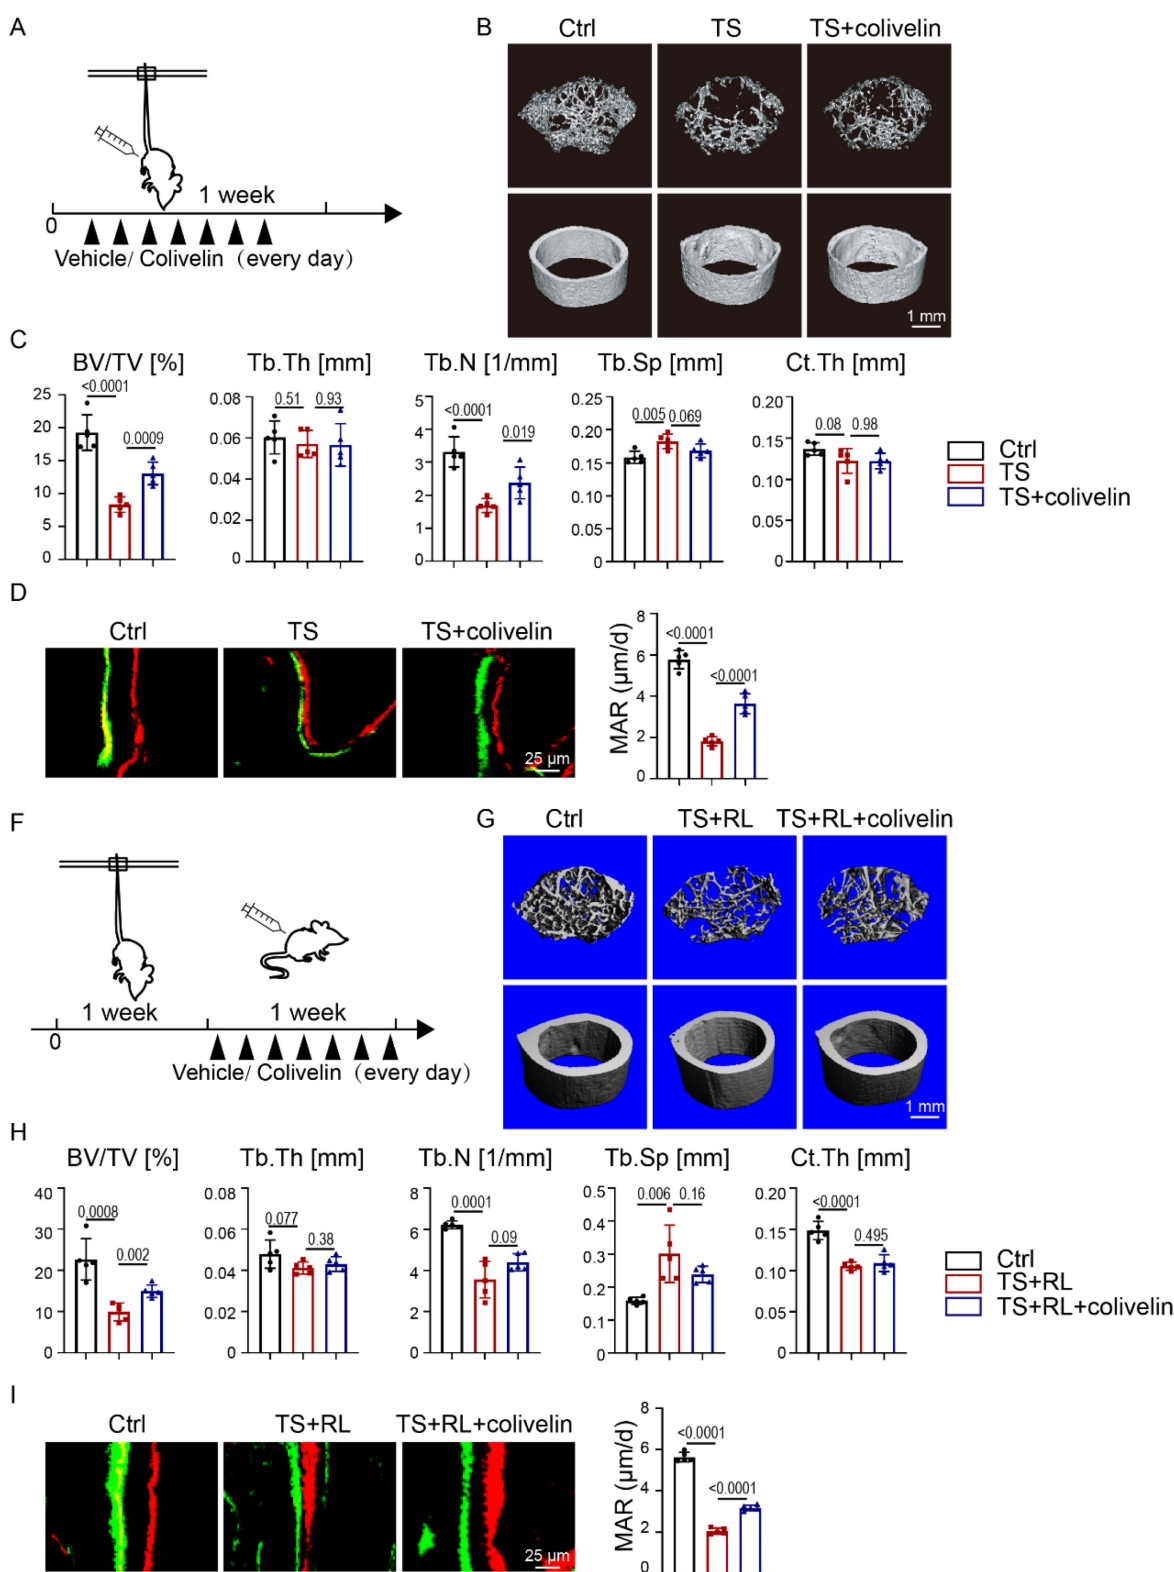 A
1 week
0
Vehicle/ Colivelin (every day)
B
Ctrl TS TS+colivelin
1 mm
C
BV/TV [%]
25
20
15
10
5
0
<0.0001
0.0009
Tb.Th [mm]
0.08
0.06
0.04
0.02
0
0.51
0.93
Tb.N [1/mm]
5
4
3
2
1
0
<0.0001
0.019
Tb.Sp [mm]
0.25
0.20
0.15
0.10
0.05
0
0.005
0.069
Ct.Th [mm]
0.20
0.15
0.10
0.05
0
0.08
0.98
Ctrl
TS
TS+colivelin
D
Ctrl TS TS+colivelin
25 µm
MAR (µm/d)
8
6
4
2
0
<0.0001
<0.0001
F
1 week 1 week
0
Vehicle/ Colivelin (every day)
G
Ctrl TS+RL TS+RL+colivelin
1 mm
H
BV/TV [%]
40
30
20
10
0
0.0008
0.002
Tb.Th [mm]
0.08
0.06
0.04
0.02
0
0.077
0.38
Tb.N [1/mm]
8
6
4
2
0
0.0001
0.09
Tb.Sp [mm]
0.5
0.4
0.3
0.2
0.1
0
0.006
0.16
Ct.Th [mm]
0.20
0.15
0.10
0.05
0
<0.0001
0.495
Ctrl
TS+RL
TS+RL+colivelin
I
Ctrl TS+RL TS+RL+colivelin
25 µm
MAR (µm/d)
8
6
4
2
0
<0.0001
<0.0001